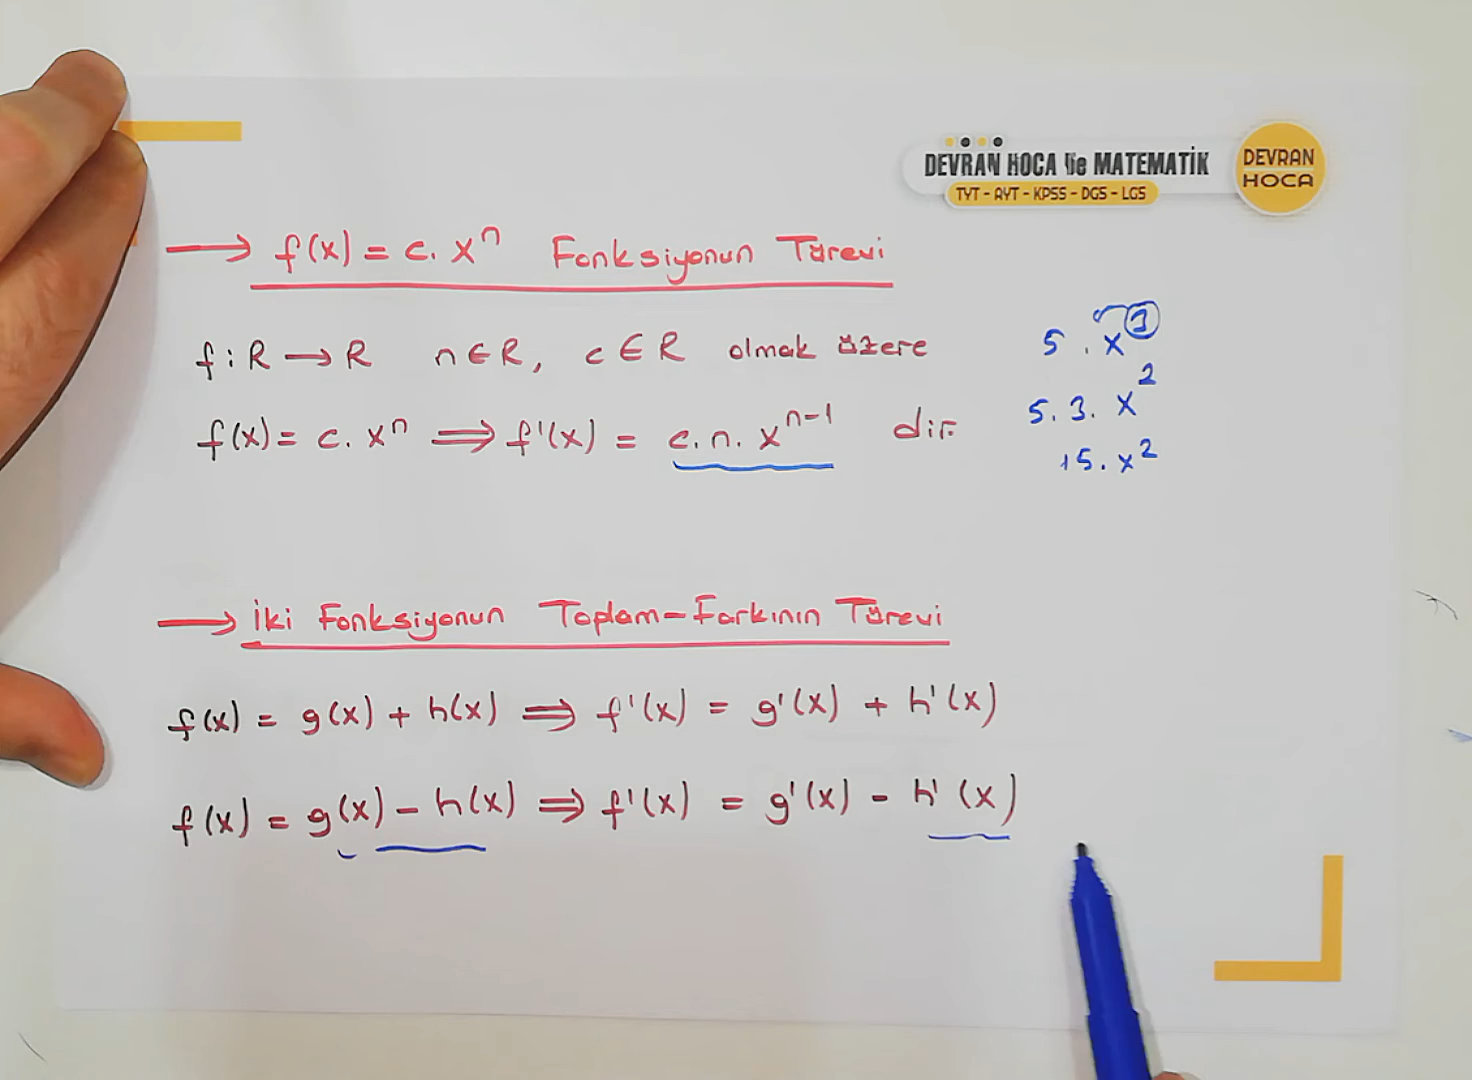 DEVRAN HOCA ile MATEMATİK
TYT - AYT - KPSS - DGS - LGS
DEVRAN
HOCA
→ f(x) = c. xⁿ Fonksiyonun Türevi
f: R → R n ∈ R, c ∈ R olmak üzere
f(x) = c. xⁿ ⇒ f'(x) = c. n. xⁿ⁻¹ dir.
5 . x³
5. 3. x²
15. x²
→ İki Fonksiyonun Toplam-Farkının Türevi
f(x) = g(x) + h(x) ⇒ f'(x) = g'(x) + h'(x)
f(x) = g(x) - h(x) ⇒ f'(x) = g'(x) - h'(x)